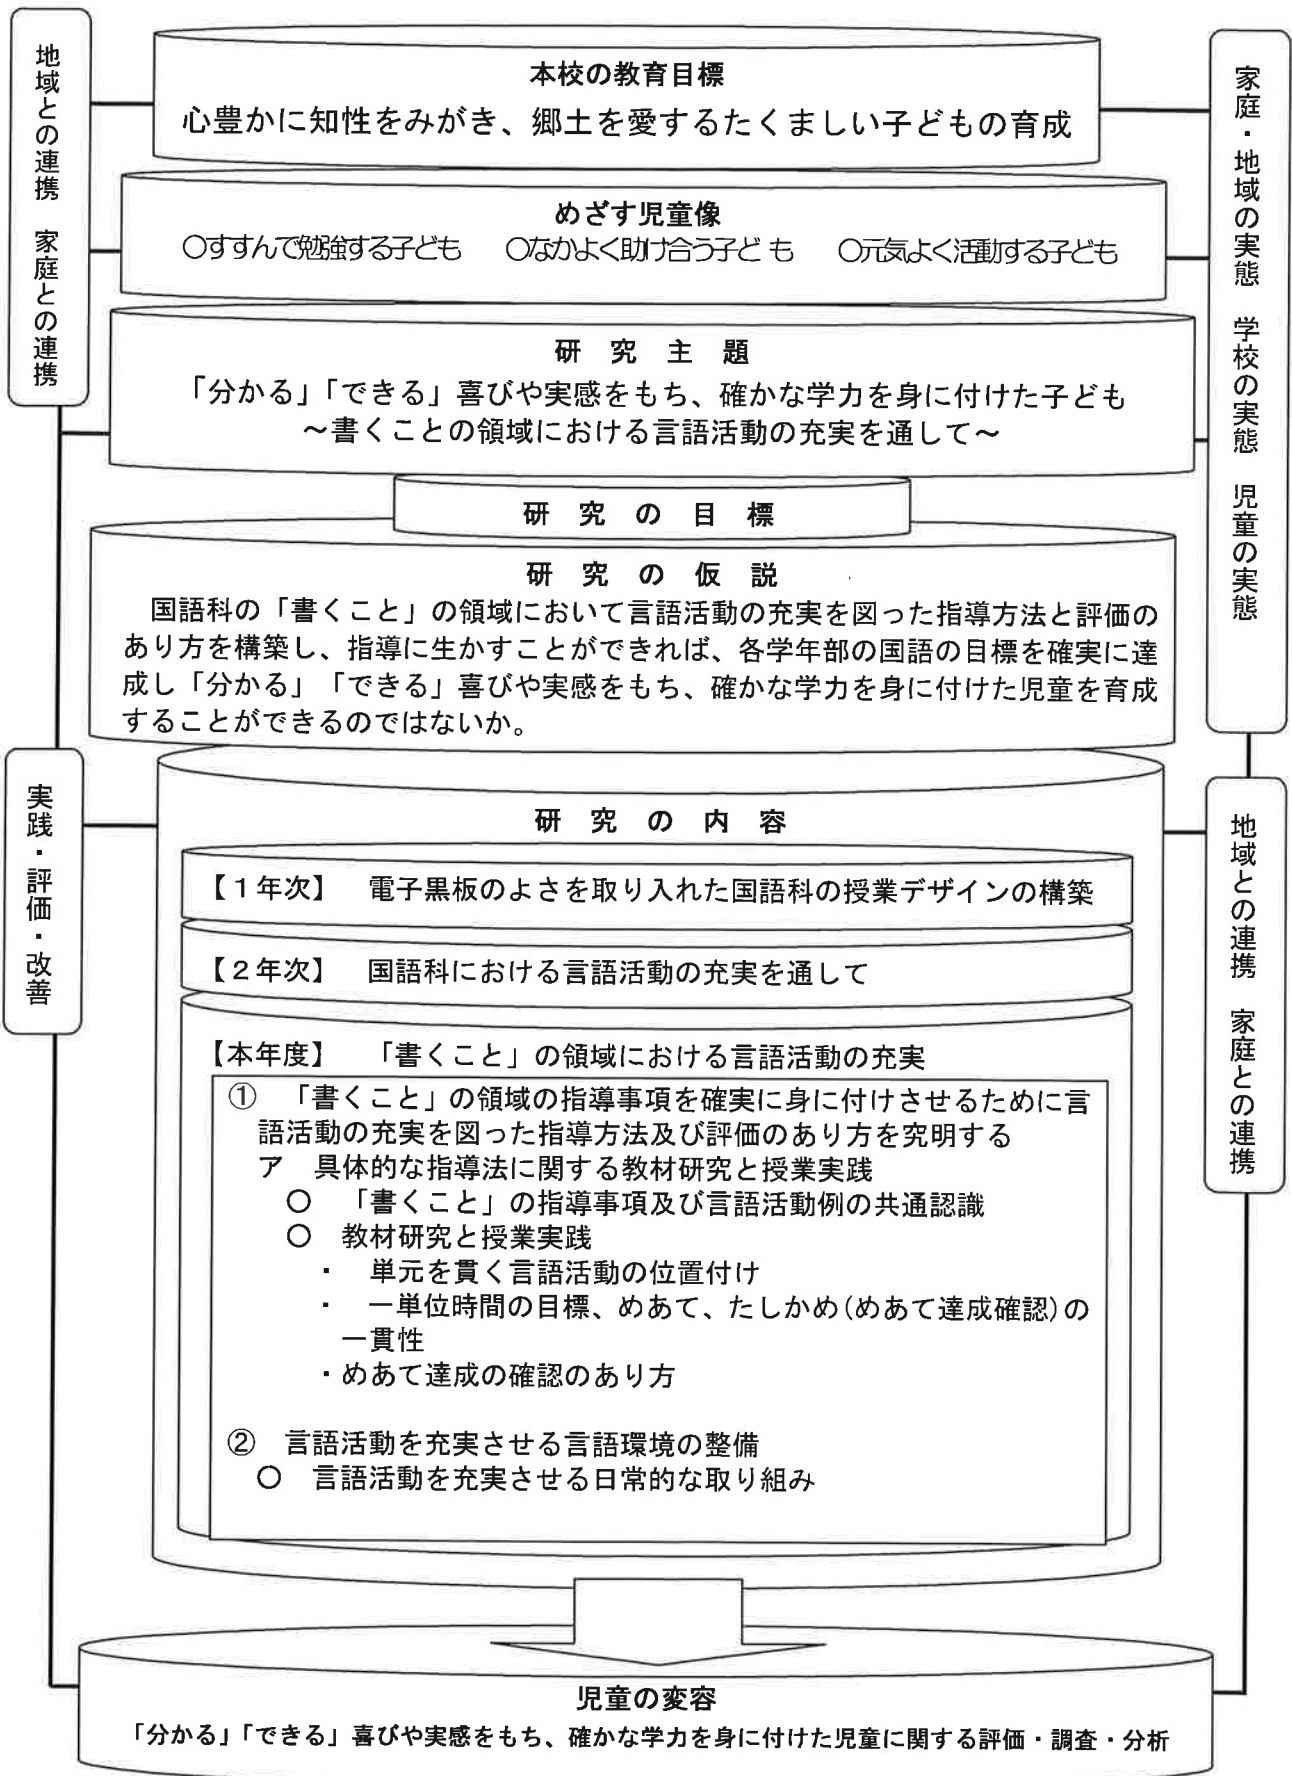 地域との連携　家庭との連携
本校の教育目標
心豊かに知性をみがき、郷土を愛するたくましい子どもの育成
家庭・地域の実態　学校の実態　児童の実態
めざす児童像
○すすんで勉強する子ども　○なかよく助け合う子ども　○元気よく活動する子ども
研　究　主　題
「分かる」「できる」喜びや実感をもち、確かな学力を身に付けた子ども
～書くことの領域における言語活動の充実を通して～
研　究　の　目　標
研　究　の　仮　説
国語科の「書くこと」の領域において言語活動の充実を図った指導方法と評価の
あり方を構築し、指導に生かすことができれば、各学年部の国語の目標を確実に達
成し「分かる」「できる」喜びや実感をもち、確かな学力を身に付けた児童を育成
することができるのではないか。
実践・評価・改善
地域との連携　家庭との連携
研　究　の　内　容
【１年次】　電子黒板のよさを取り入れた国語科の授業デザインの構築
【２年次】　国語科における言語活動の充実を通して
【本年度】　「書くこと」の領域における言語活動の充実
①　「書くこと」の領域の指導事項を確実に身に付けさせるために言
語活動の充実を図った指導方法及び評価のあり方を究明する
ア　具体的な指導法に関する教材研究と授業実践
○　「書くこと」の指導事項及び言語活動例の共通認識
○　教材研究と授業実践
・　単元を貫く言語活動の位置付け
・　一単位時間の目標、めあて、たしかめ(めあて達成確認)の
一貫性
・めあて達成の確認のあり方
②　言語活動を充実させる言語環境の整備
○　言語活動を充実させる日常的な取り組み
児童の変容
「分かる」「できる」喜びや実感をもち、確かな学力を身に付けた児童に関する評価・調査・分析